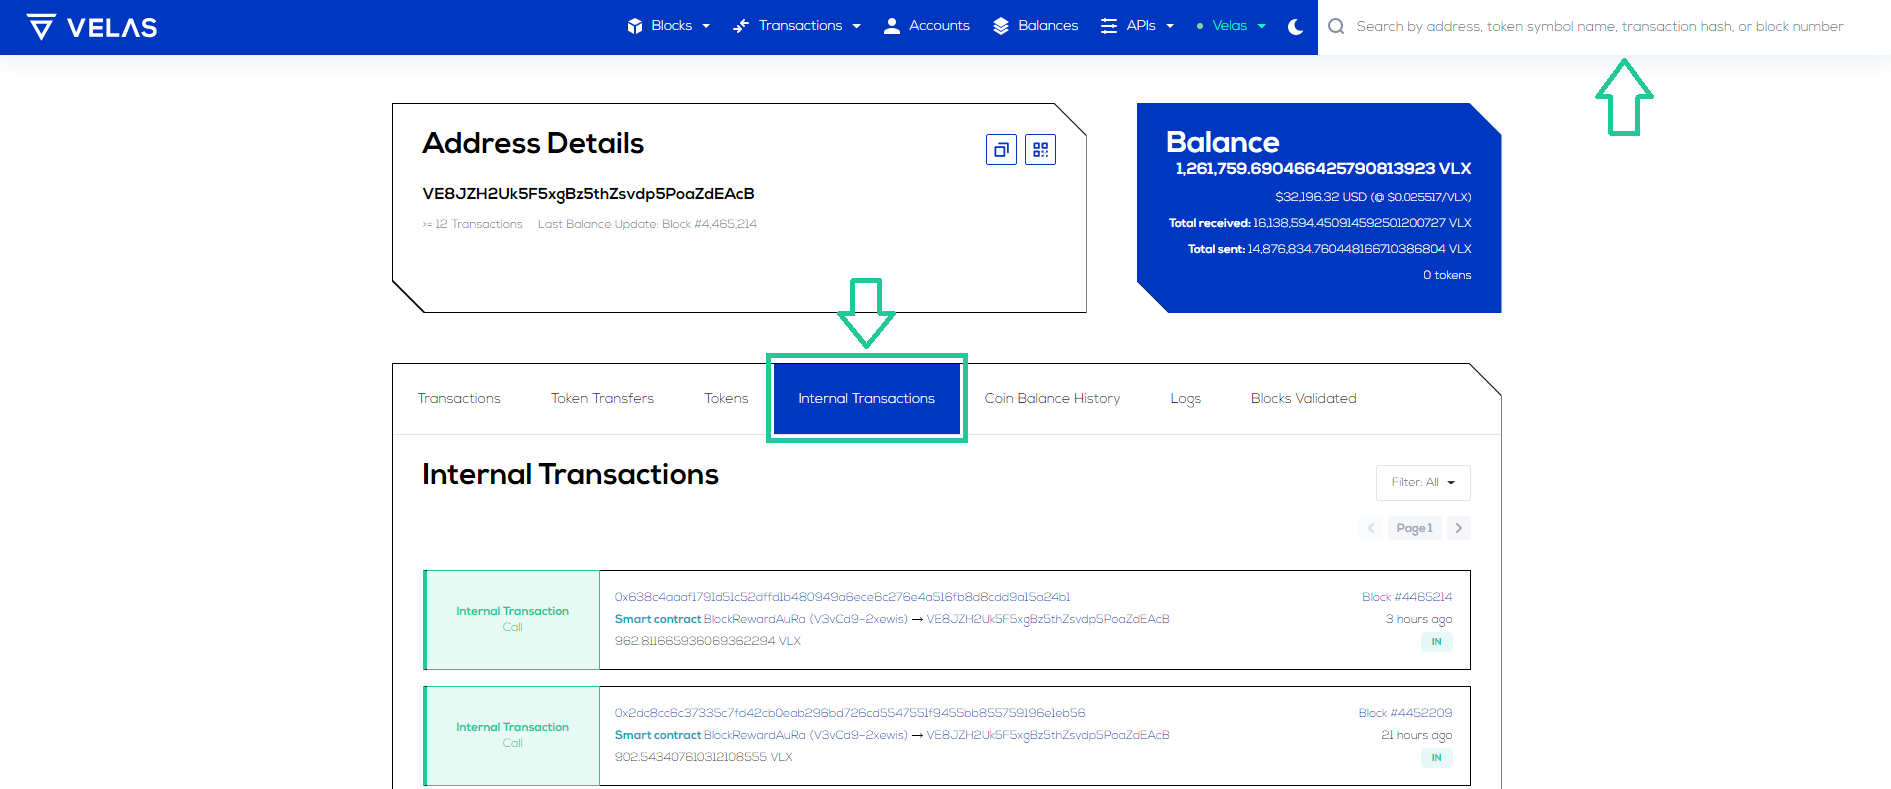 VELAS
Blocks
Transactions
Accounts
Balances
APIs
Velas
Search by address, token symbol name, transaction hash, or block number
Address Details
VE8JZH2Uk5F5xgBz5thZsvdp5PoaZdEAcB
>= 12 Transactions
Last Balance Update: Block #4,465,214
Balance
1,261,759.690466425790813923 VLX
$32,196.32 USD (@ $0.025517/VLX)
Total received: 16,138,594.450914592501200727 VLX
Total sent: 14,876,834.760448166710386804 VLX
0 tokens
Transactions
Token Transfers
Tokens
Internal Transactions
Coin Balance History
Logs
Blocks Validated
Internal Transactions
Filter: All
Page 1
Internal Transaction
Call
0x638c4aaaf1791d51c52dffd1b480949a6ece6c276e4a516fb8d8cdd9a15a24b1
Smart contract BlockRewardAuRa (V3vCd9-2xewis) → VE8JZH2Uk5F5xgBz5thZsvdp5PoaZdEAcB
962.811665936069362294 VLX
Block #4465214
3 hours ago
IN
Internal Transaction
Call
0x2dc8cc6c37335c7fd42cb0eab296bd726cd5547551f9455bb855759196e1eb56
Smart contract BlockRewardAuRa (V3vCd9-2xewis) → VE8JZH2Uk5F5xgBz5thZsvdp5PoaZdEAcB
902.543407610312108555 VLX
Block #4452209
21 hours ago
IN